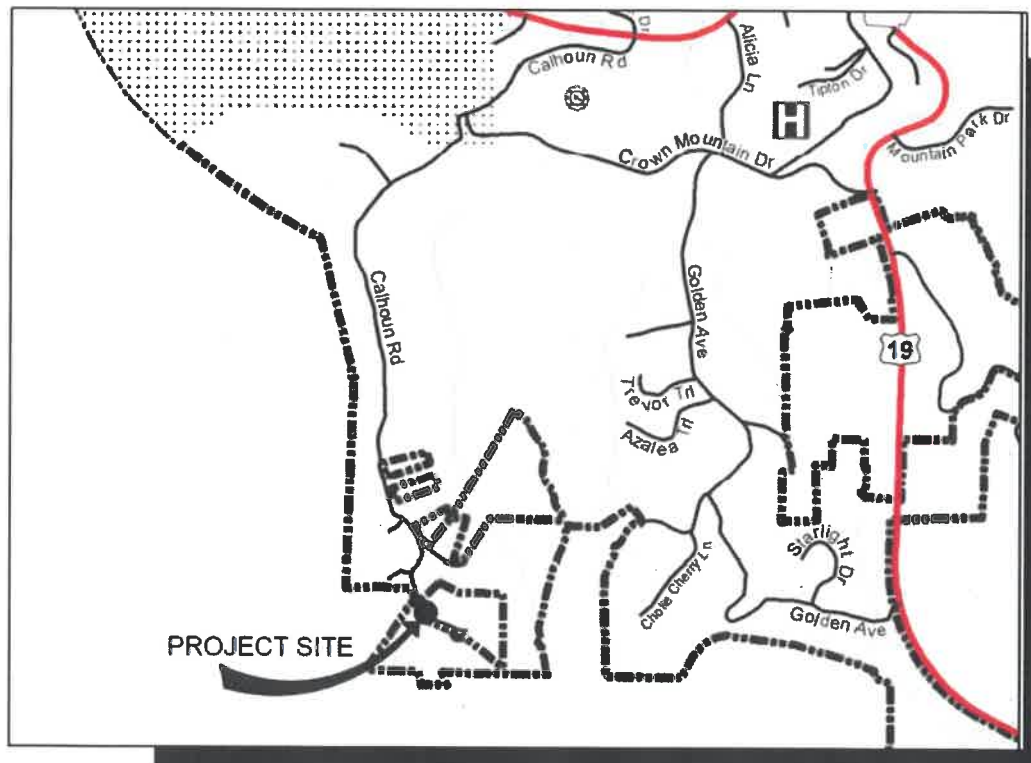 Dr
Calhoun Rd
Alicia Ln
Tipton Dr
H
Mountain Park Dr
Crown Mountain Dr
Calhoun Rd
Golden Ave
19
Trevor Trl
Azalea Trl
Starlight Dr
Choke Cherry Ln
Golden Ave
PROJECT SITE